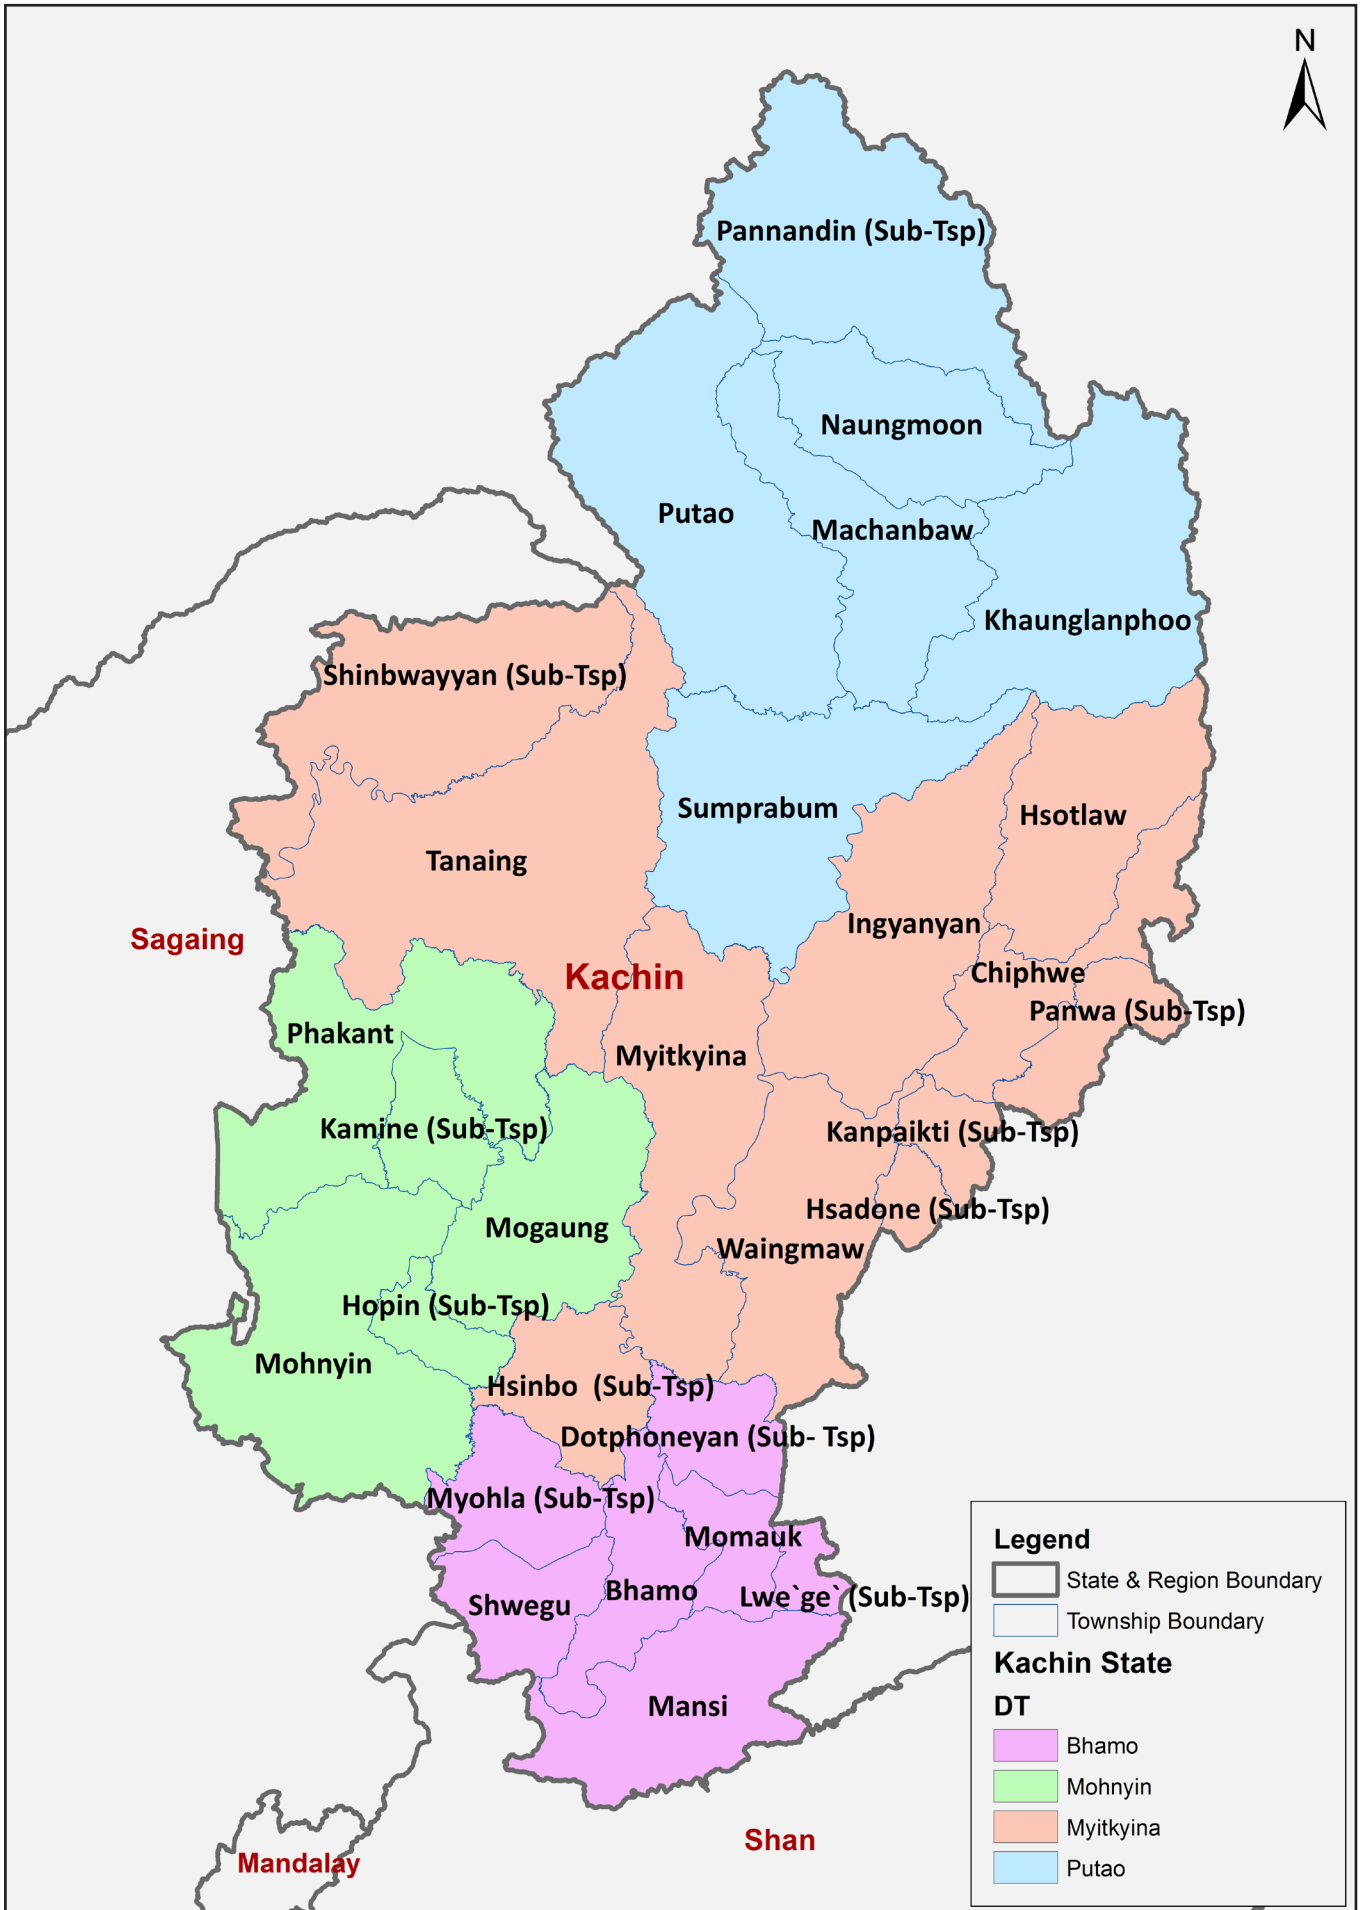 N
Pannandin (Sub-Tsp)
Naungmoon
Putao
Machanbaw
Khaunglanphoo
Shinbwayyan (Sub-Tsp)
Sumprabum
Hsotlaw
Tanaing
Ingyanyan
Sagaing
Kachin
Chiphwe
Panwa (Sub-Tsp)
Phakant
Myitkyina
Kamine (Sub-Tsp)
Kanpaikti (Sub-Tsp)
Hsadone (Sub-Tsp)
Mogaung
Waingmaw
Hopin (Sub-Tsp)
Mohnyin
Hsinbo (Sub-Tsp)
Dotphoneyan (Sub- Tsp)
Myohla (Sub-Tsp)
Momauk
Bhamo
Lwe`ge` (Sub-Tsp)
Shwegu
Mansi
Shan
Mandalay
Legend
State & Region Boundary
Township Boundary
Kachin State
DT
Bhamo
Mohnyin
Myitkyina
Putao